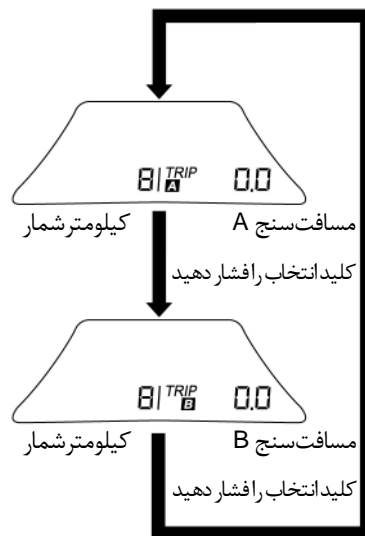 8 TRIP A 0.0
مسافت‌سنج A کیلومترشمار
کلید انتخاب را فشار دهید
8 TRIP B 0.0
مسافت‌سنج B کیلومترشمار
کلید انتخاب را فشار دهید